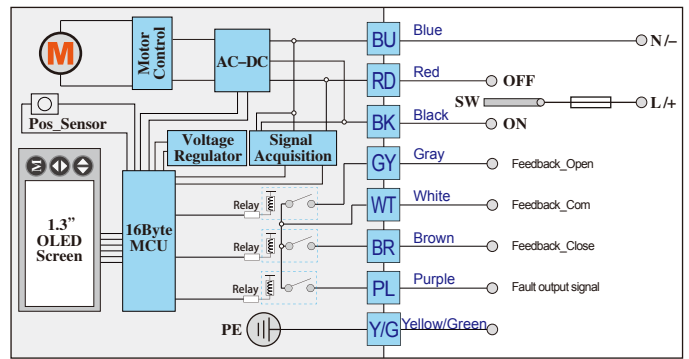 M
Motor
Control
AC–DC
BU
Blue
N/–
RD
Red
OFF
SW
L/+
BK
Black
ON
Pos_Sensor
Voltage
Regulator
Signal
Acquisition
GY
Gray
Feedback_Open
M
1.3”
OLED
Screen
16Byte
MCU
Relay
WT
White
Feedback_Com
Relay
BR
Brown
Feedback_Close
Relay
PL
Purple
Fault output signal
PE
Y/G
Yellow/Green